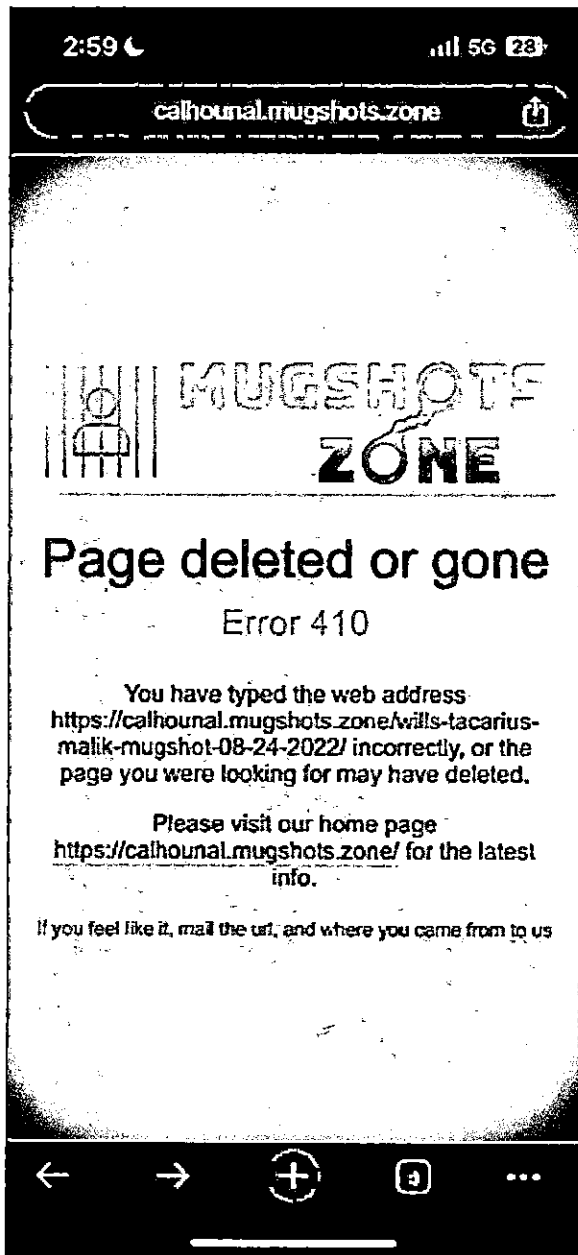 2:59 5G 28
calhounal.mugshots.zone
MUGSHOTS
ZONE
Page deleted or gone
Error 410
You have typed the web address
https://calhounal.mugshots.zone/wills-tacarius-
malik-mugshot-08-24-2022/ incorrectly, or the
page you were looking for may have deleted.
Please visit our home page
https://calhounal.mugshots.zone/ for the latest
info.
If you feel like it, mail the url, and where you came from to us